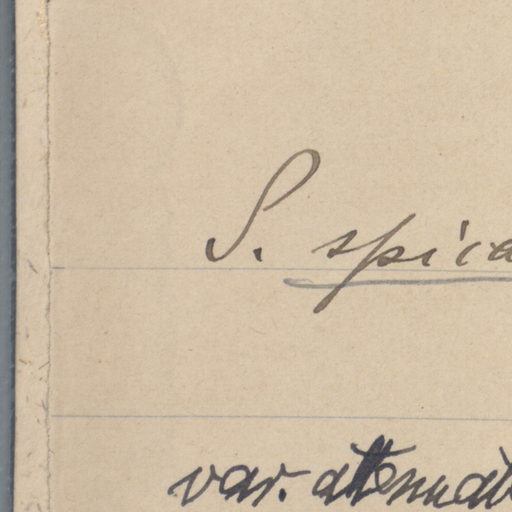 S. spica
var. attenuat